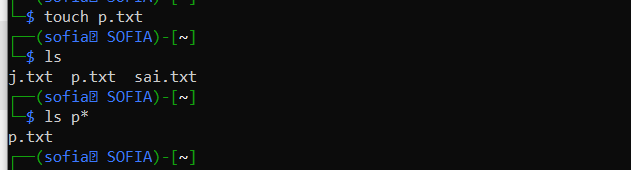 └─$ touch p.txt
┌──(sofia㉿ SOFIA)-[~]
└─$ ls
j.txt  p.txt  sai.txt
┌──(sofia㉿ SOFIA)-[~]
└─$ ls p*
p.txt
┌──(sofia㉿ SOFIA)-[~]